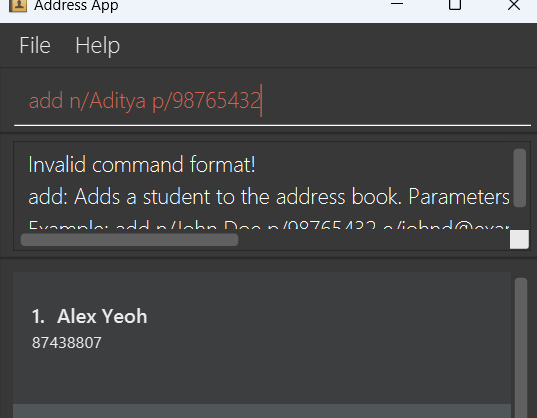 Address App
File Help
add n/Aditya p/98765432
Invalid command format!
add: Adds a student to the address book. Parameters
Example: add n/John Doe p/98765432 e/johnd@exa
1. Alex Yeoh
87438807